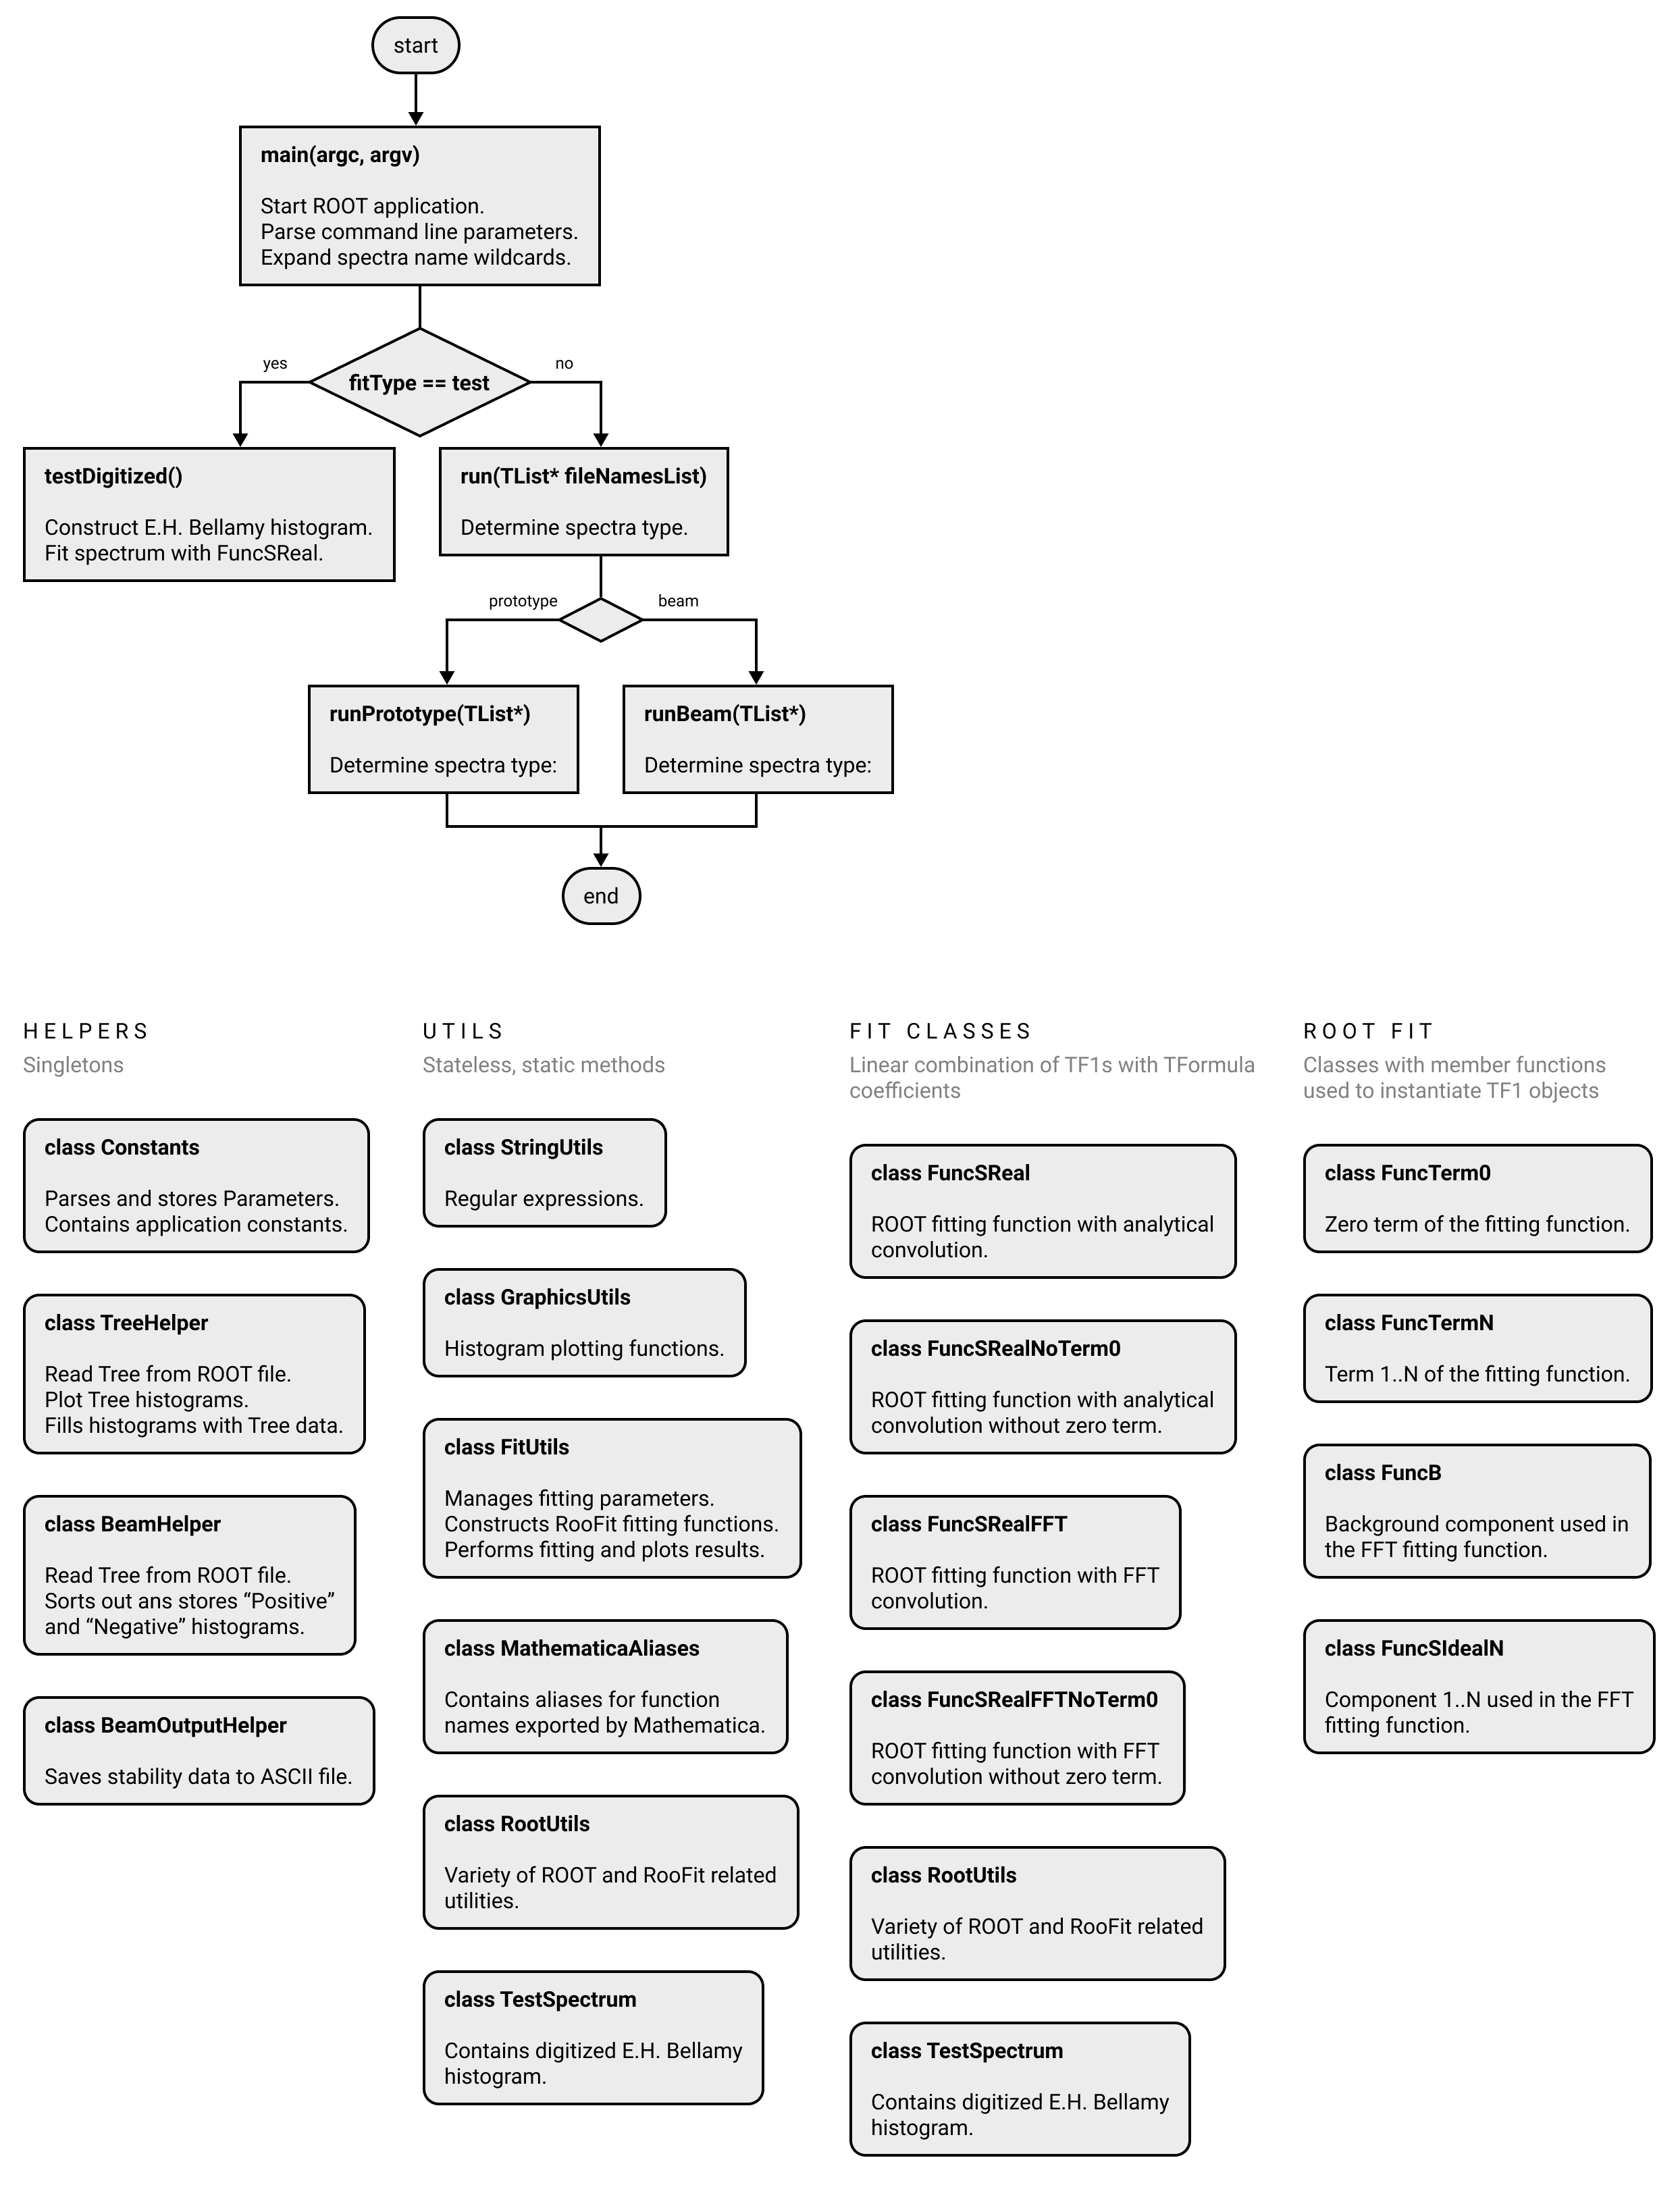 start
main(argc, argv)
Start ROOT application.
Parse command line parameters.
Expand spectra name wildcards.
yes
no
fitType == test
testDigitized()
Construct E.H. Bellamy histogram.
Fit spectrum with FuncSReal.
run(TList* fileNamesList)
Determine spectra type.
prototype
beam
runPrototype(TList*)
Determine spectra type:
runBeam(TList*)
Determine spectra type:
end
HELPERS
Singletons
class Constants
Parses and stores Parameters.
Contains application constants.
class TreeHelper
Read Tree from ROOT file.
Plot Tree histograms.
Fills histograms with Tree data.
class BeamHelper
Read Tree from ROOT file.
Sorts out ans stores “Positive”
and “Negative” histograms.
class BeamOutputHelper
Saves stability data to ASCII file.
UTILS
Stateless, static methods
class StringUtils
Regular expressions.
class GraphicsUtils
Histogram plotting functions.
class FitUtils
Manages fitting parameters.
Constructs RooFit fitting functions.
Performs fitting and plots results.
class MathematicaAliases
Contains aliases for function
names exported by Mathematica.
class RootUtils
Variety of ROOT and RooFit related
utilities.
class TestSpectrum
Contains digitized E.H. Bellamy
histogram.
FIT CLASSES
Linear combination of TF1s with TFormula
coefficients
class FuncSReal
ROOT fitting function with analytical
convolution.
class FuncSRealNoTerm0
ROOT fitting function with analytical
convolution without zero term.
class FuncSRealFFT
ROOT fitting function with FFT
convolution.
class FuncSRealFFTNoTerm0
ROOT fitting function with FFT
convolution without zero term.
class RootUtils
Variety of ROOT and RooFit related
utilities.
class TestSpectrum
Contains digitized E.H. Bellamy
histogram.
ROOT FIT
Classes with member functions
used to instantiate TF1 objects
class FuncTerm0
Zero term of the fitting function.
class FuncTermN
Term 1..N of the fitting function.
class FuncB
Background component used in
the FFT fitting function.
class FuncSIdealN
Component 1..N used in the FFT
fitting function.